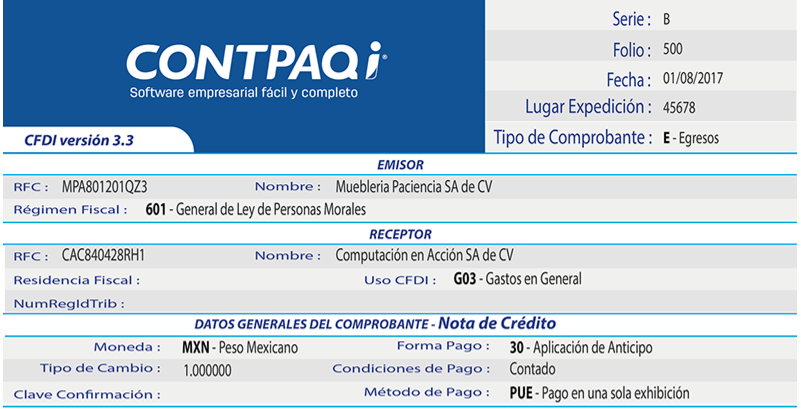 Serie : B
Folio : 500
CONTPAQi®
Software empresarial fácil y completo
Fecha : 01/08/2017
Lugar Expedición : 45678
CFDI versión 3.3
Tipo de Comprobante : E - Egresos
EMISOR
RFC : MPA801201QZ3 Nombre : Muebleria Paciencia SA de CV
Régimen Fiscal : 601 - General de Ley de Personas Morales
RECEPTOR
RFC : CAC840428RH1 Nombre : Computación en Acción SA de CV
Residencia Fiscal : Uso CFDI : G03 - Gastos en General
NumRegIdTrib :
DATOS GENERALES DEL COMPROBANTE - Nota de Crédito
Moneda : MXN - Peso Mexicano Forma Pago : 30 - Aplicación de Anticipo
Tipo de Cambio : 1.000000 Condiciones de Pago : Contado
Clave Confirmación : Método de Pago : PUE - Pago en una sola exhibición